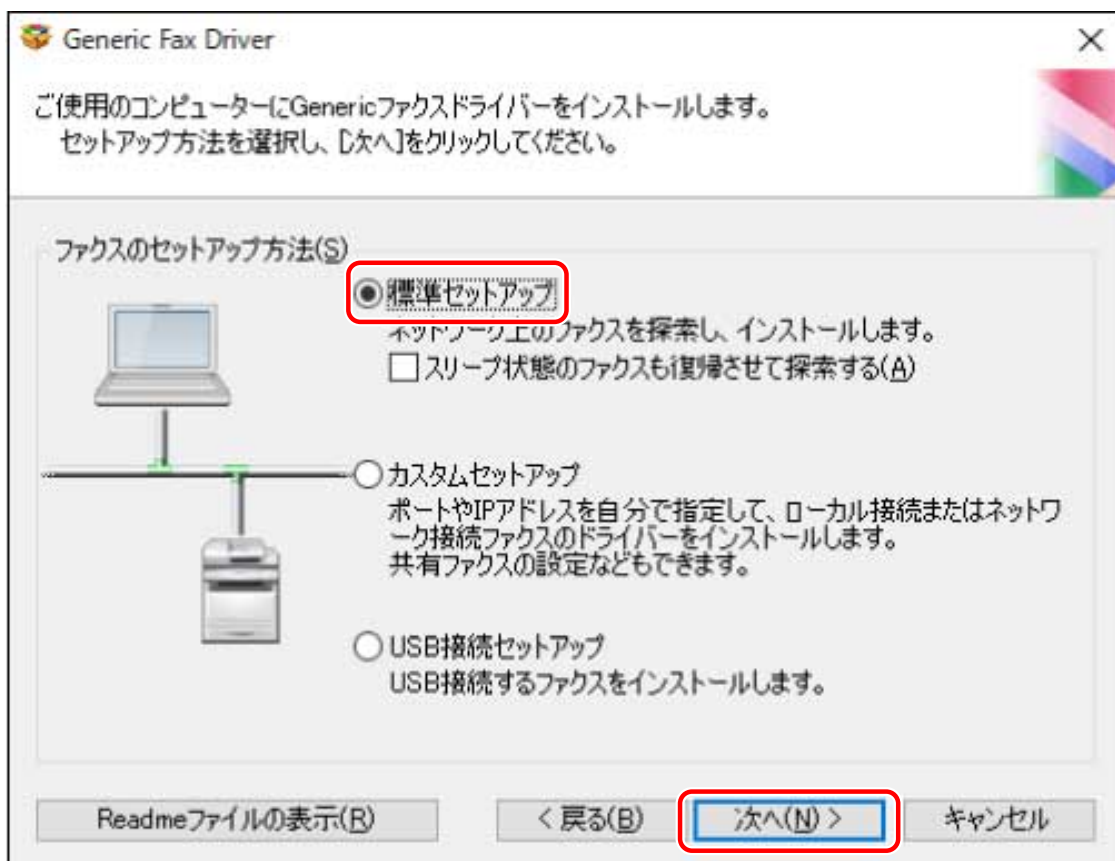 Generic Fax Driver
ご使用のコンピューターにGenericファクスドライバーをインストールします。
セットアップ方法を選択し、[次へ]をクリックしてください。
ファクスのセットアップ方法(S)
標準セットアップ
ネットワーク上のファクスを探索し、インストールします。
スリープ状態のファクスも復帰させて探索する(A)
カスタムセットアップ
ポートやIPアドレスを自分で指定して、ローカル接続またはネットワ
ーク接続ファクスのドライバーをインストールします。
共有ファクスの設定などもできます。
USB接続セットアップ
USB接続するファクスをインストールします。
Readmeファイルの表示(R)
< 戻る(B)
次へ(N) >
キャンセル